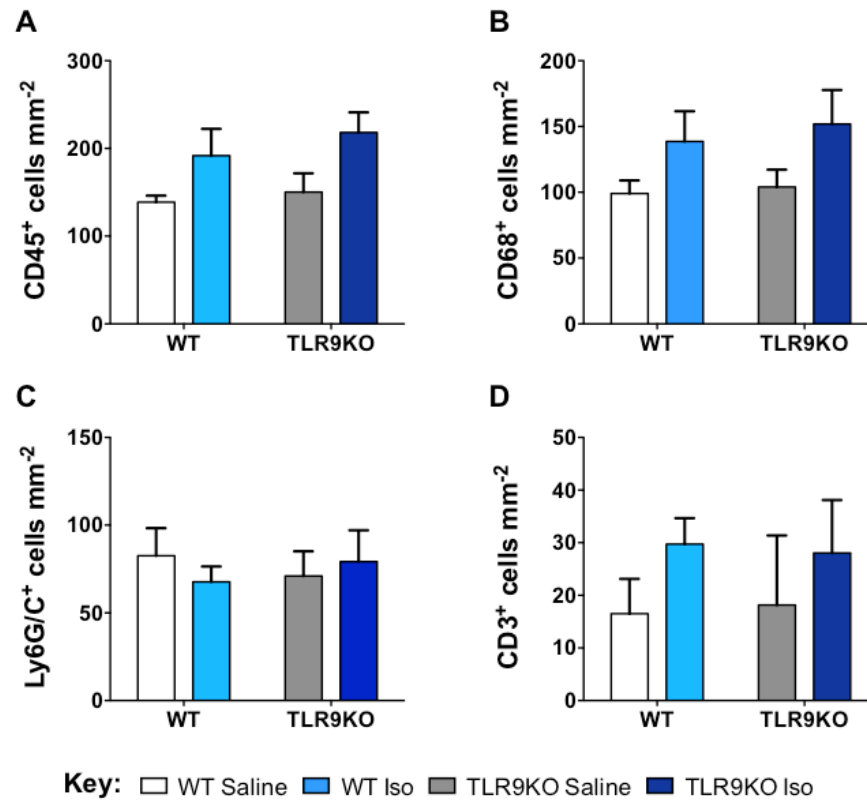 A
CD45⁺ cells mm⁻²
300
200
100
0
WT TLR9KO
B
CD68⁺ cells mm⁻²
200
150
100
50
0
WT TLR9KO
C
Ly6G/C⁺ cells mm⁻²
150
100
50
0
WT TLR9KO
D
CD3⁺ cells mm⁻²
50
40
30
20
10
0
WT TLR9KO
Key: WT Saline WT Iso TLR9KO Saline TLR9KO Iso